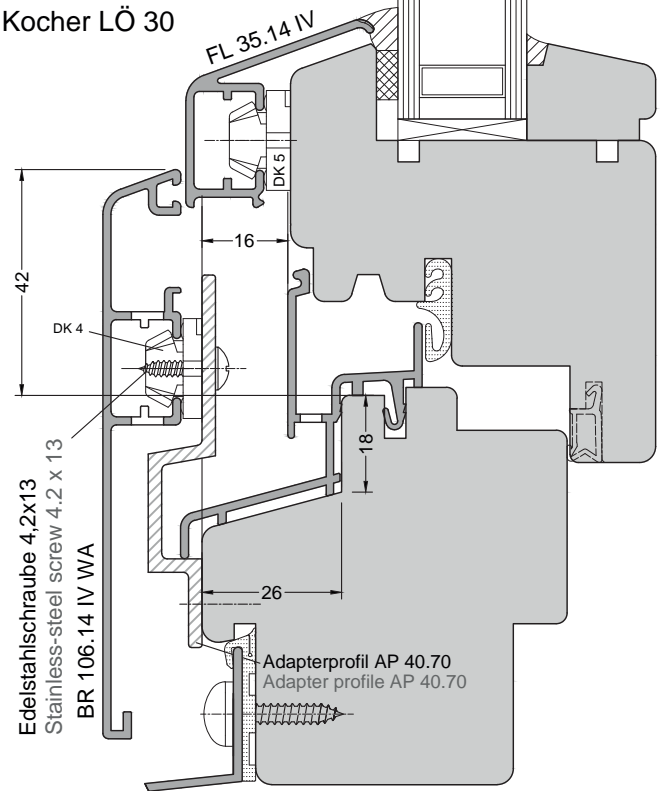 Kocher LÖ 30
FL 35.14 IV
DK 5
16
42
DK 4
18
26
Edelstahlschraube 4,2x13
Stainless-steel screw 4.2 x 13
BR 106.14 IV WA
Adapterprofil AP 40.70
Adapter profile AP 40.70